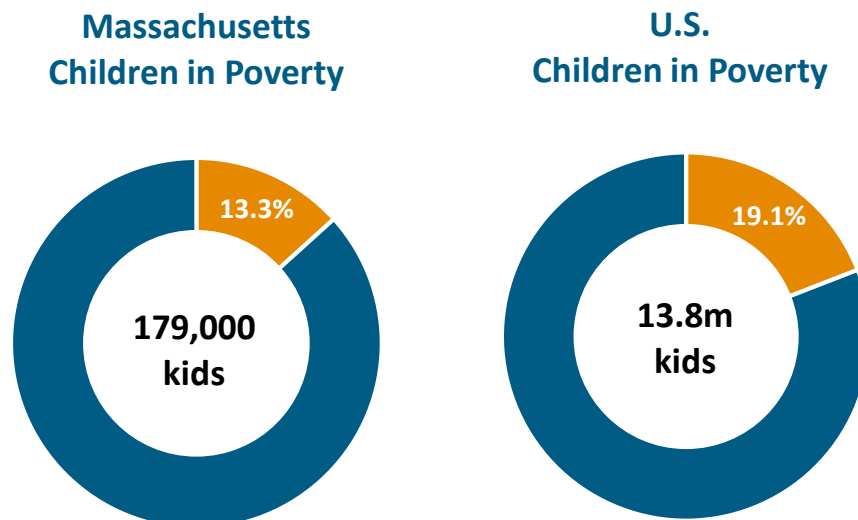 Massachusetts
Children in Poverty
13.3%
179,000
kids
U.S.
Children in Poverty
19.1%
13.8m
kids